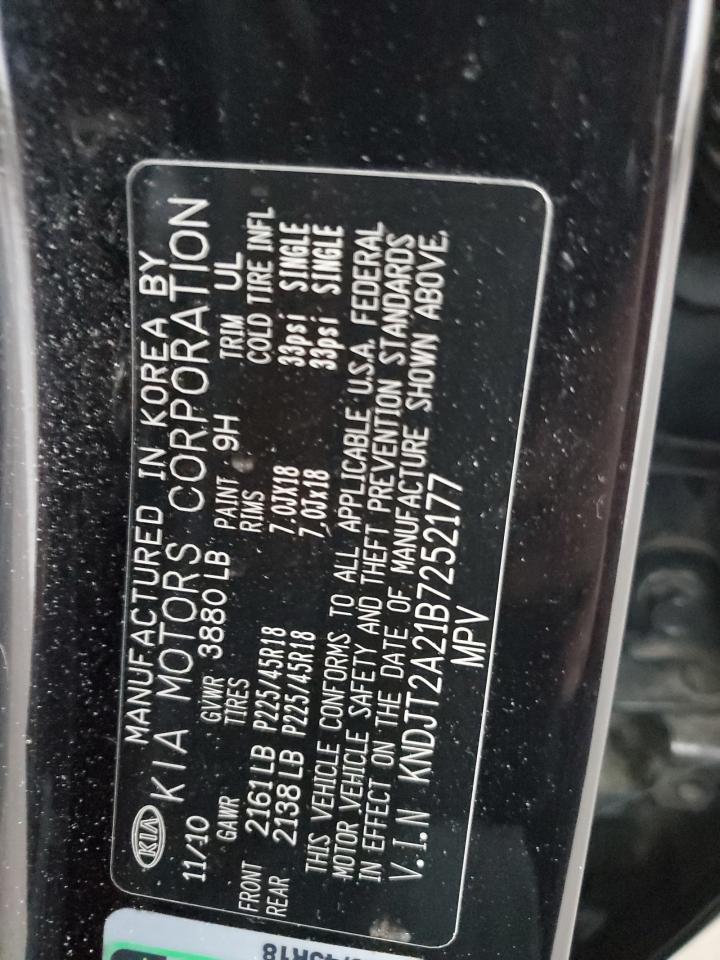 KIA
MANUFACTURED IN KOREA BY
KIA MOTORS CORPORATION
11/10 GVWR 3880 LB PAINT 9H TRIM UL
GAWR TIRES RIMS COLD TIRE INFL
FRONT 2161 LB P225/45R18 7.0JX18 33psi SINGLE
REAR 2138 LB P225/45R18 7.0Jx18 33psi SINGLE
THIS VEHICLE CONFORMS TO ALL APPLICABLE U.S.A. FEDERAL
MOTOR VEHICLE SAFETY AND THEFT PREVENTION STANDARDS
IN EFFECT ON THE DATE OF MANUFACTURE SHOWN ABOVE.
V.I.N KNDJT2A21B7252177
MPV
/45R18